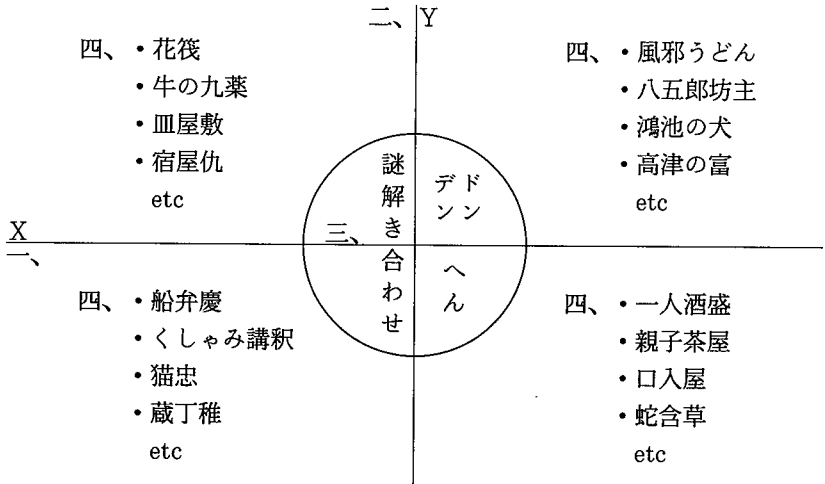 二、Y
四、・花筏
・牛の丸薬
・皿屋敷
・宿屋仇
etc
四、・風邪うどん
・八五郎坊主
・鴻池の犬
・高津の富
etc
X
一、
三、
謎解き合わせ
ドン
デン
へん
四、・船弁慶
・くしゃみ講釈
・猫忠
・蔵丁稚
etc
四、・一人酒盛
・親子茶屋
・口入屋
・蛇含草
etc